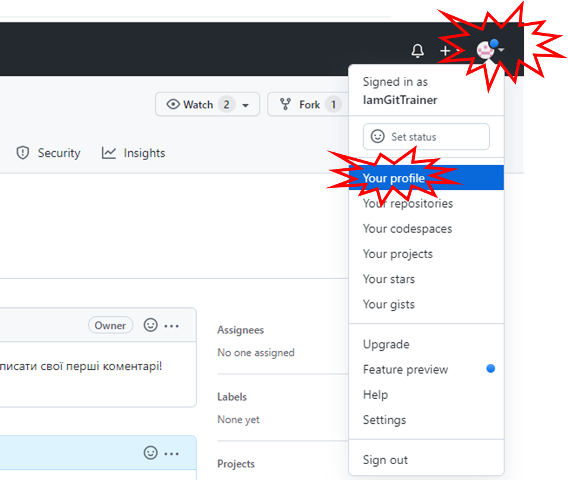 Signed in as
IamGitTrainer
Watch 2
Fork 1
Set status
Security
Insights
Your profile
Your repositories
Your codespaces
Your projects
Your stars
Your gists
Owner
писати свої перші коментарі!
Assignees
No one assigned
Labels
None yet
Projects
Upgrade
Feature preview
Help
Settings
Sign out